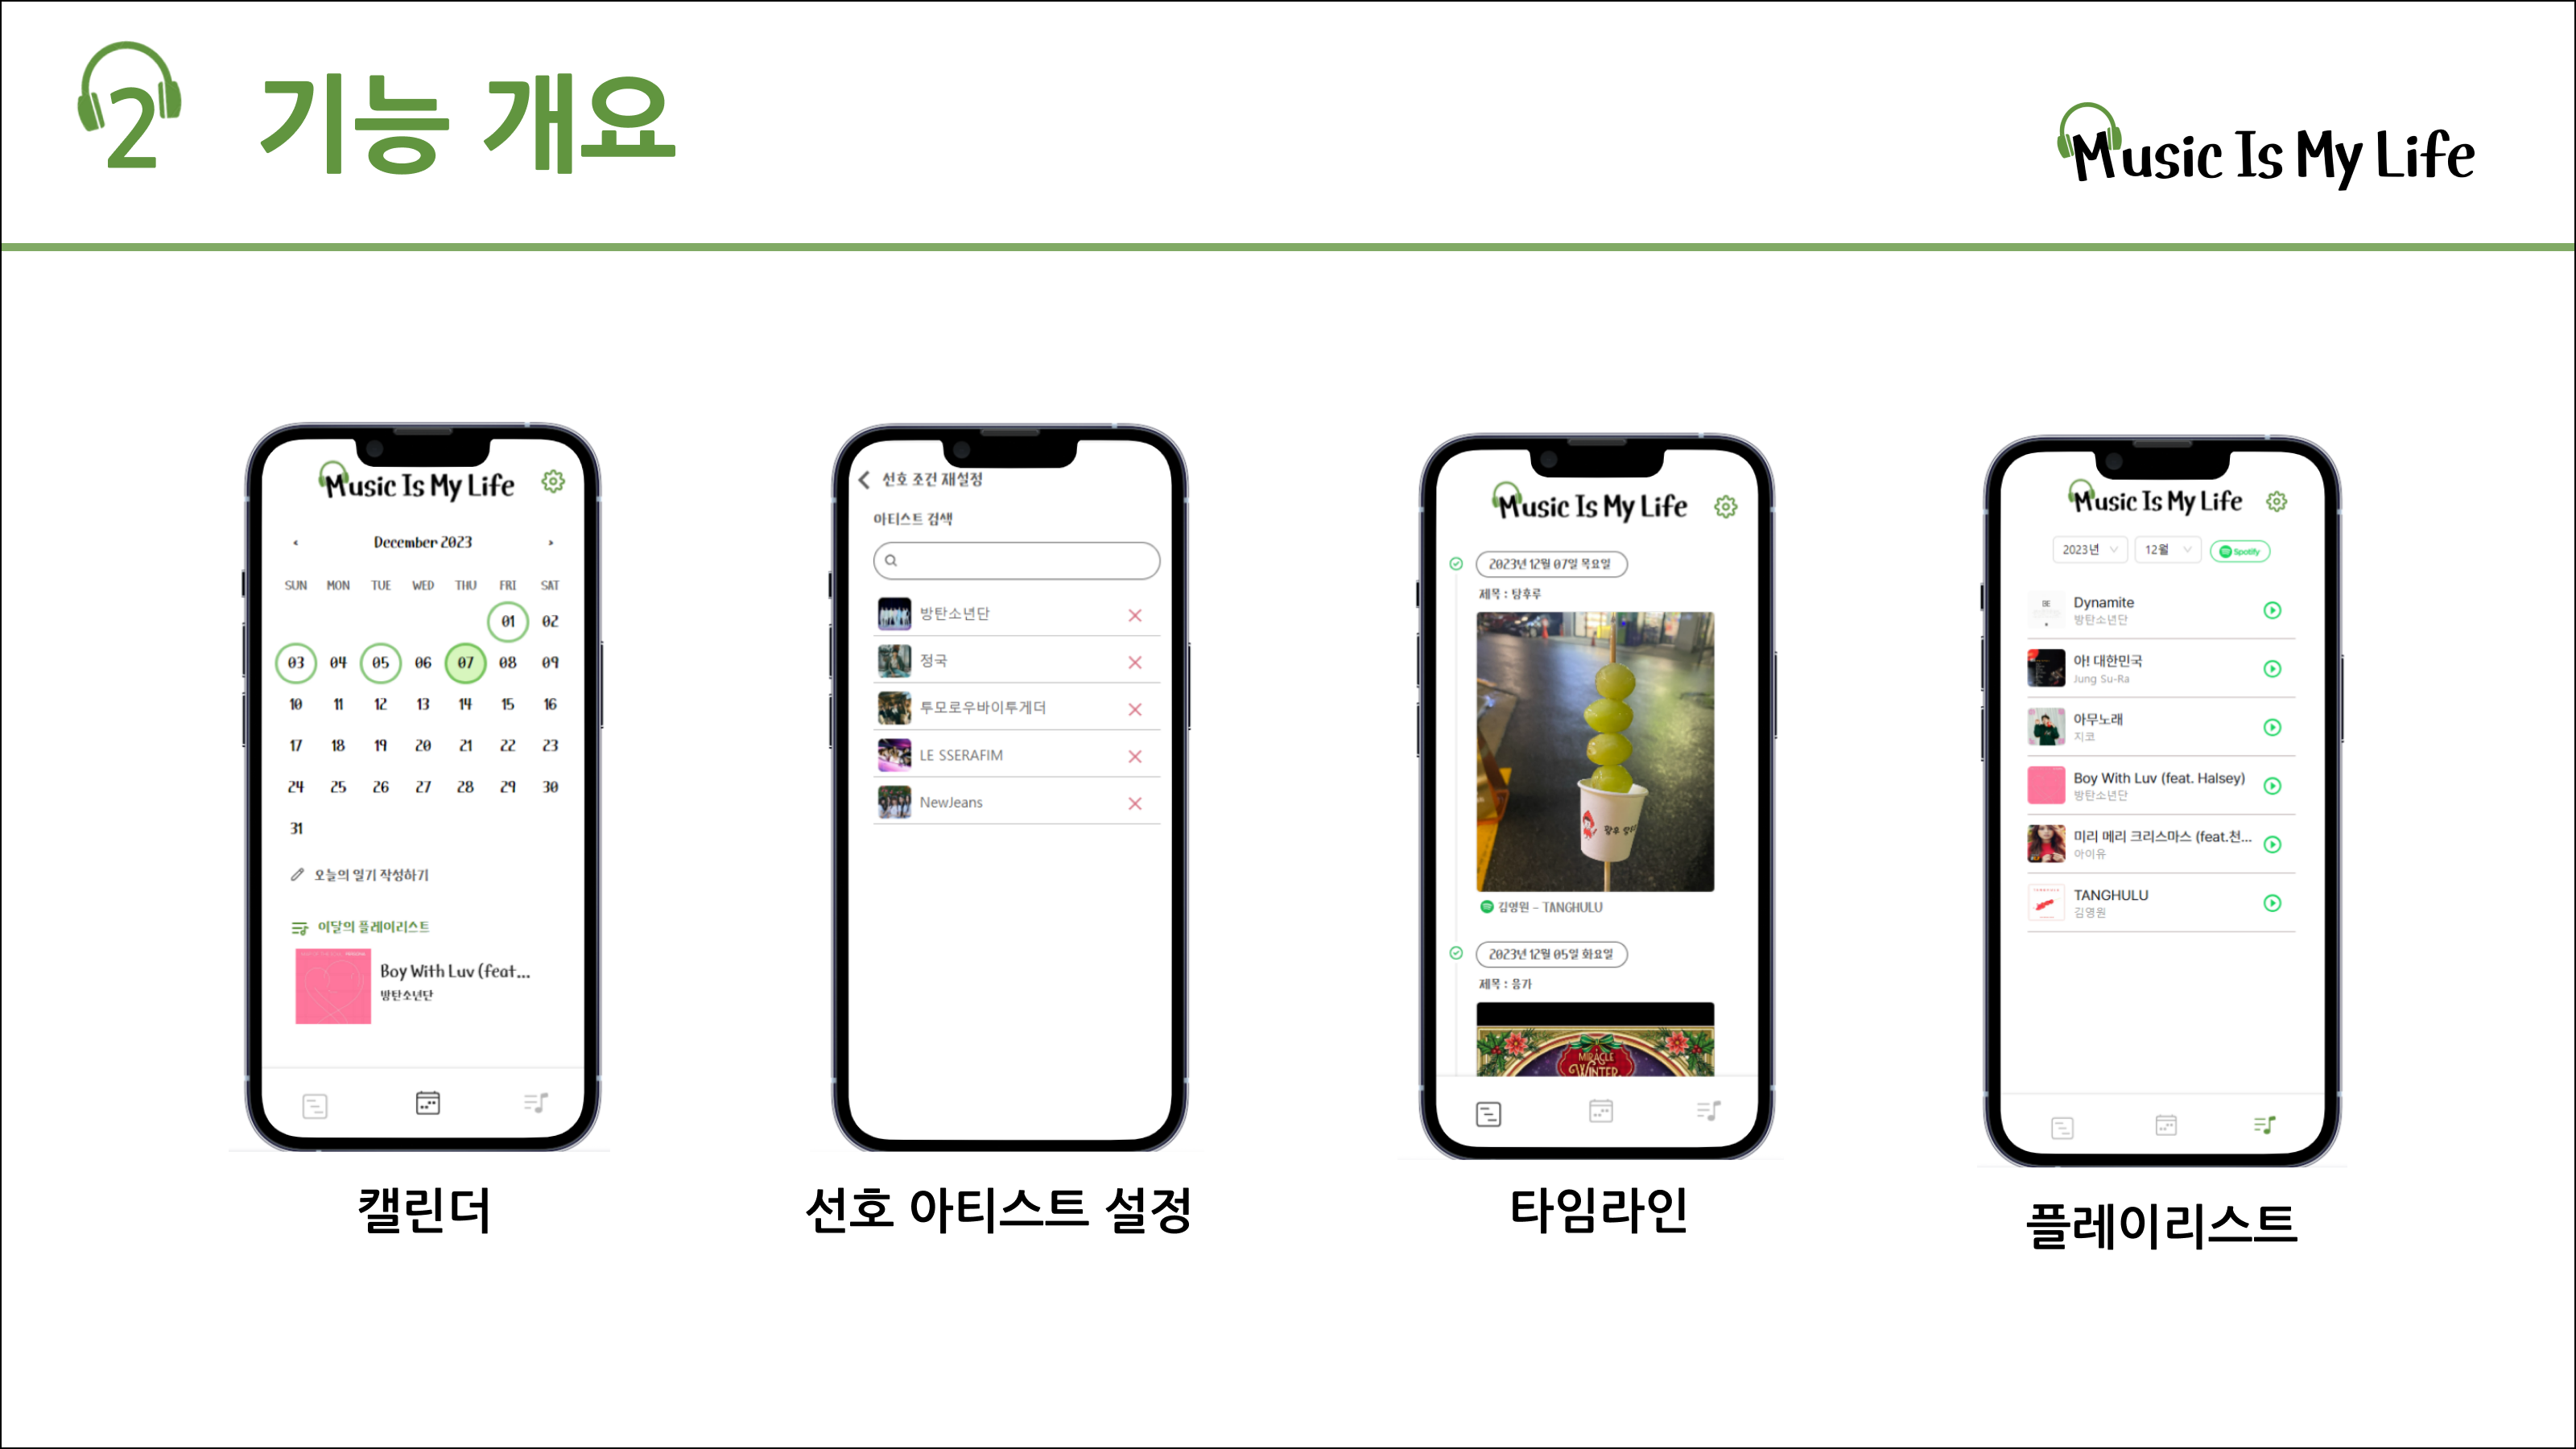 2 기능 개요
Music Is My Life
Music Is My Life
< December 2023 >
SUN MON TUE WED THU FRI SAT
01 02
03 04 05 06 07 08 09
10 11 12 13 14 15 16
17 18 19 20 21 22 23
24 25 26 27 28 29 30
31
오늘의 일기 작성하기
이달의 플레이리스트
Boy With Luv (feat...
방탄소년단
캘린더
선호 조건 재설정
아티스트 검색
방탄소년단
정국
투모로우바이투게더
LE SSERAFIM
NewJeans
선호 아티스트 설정
Music Is My Life
2023년 12월 07일 목요일
제목 : 탕후루
김영원 - TANGHULU
2023년 12월 05일 화요일
제목 : 응가
MIRACLE
WINTER
타임라인
Music Is My Life
2023년 12월 Spotify
BE
Dynamite
방탄소년단
아! 대한민국
Jung Su-Ra
아무노래
지코
Boy With Luv (feat. Halsey)
방탄소년단
미리 메리 크리스마스 (feat.천...
아이유
TANGHULU
김영원
플레이리스트